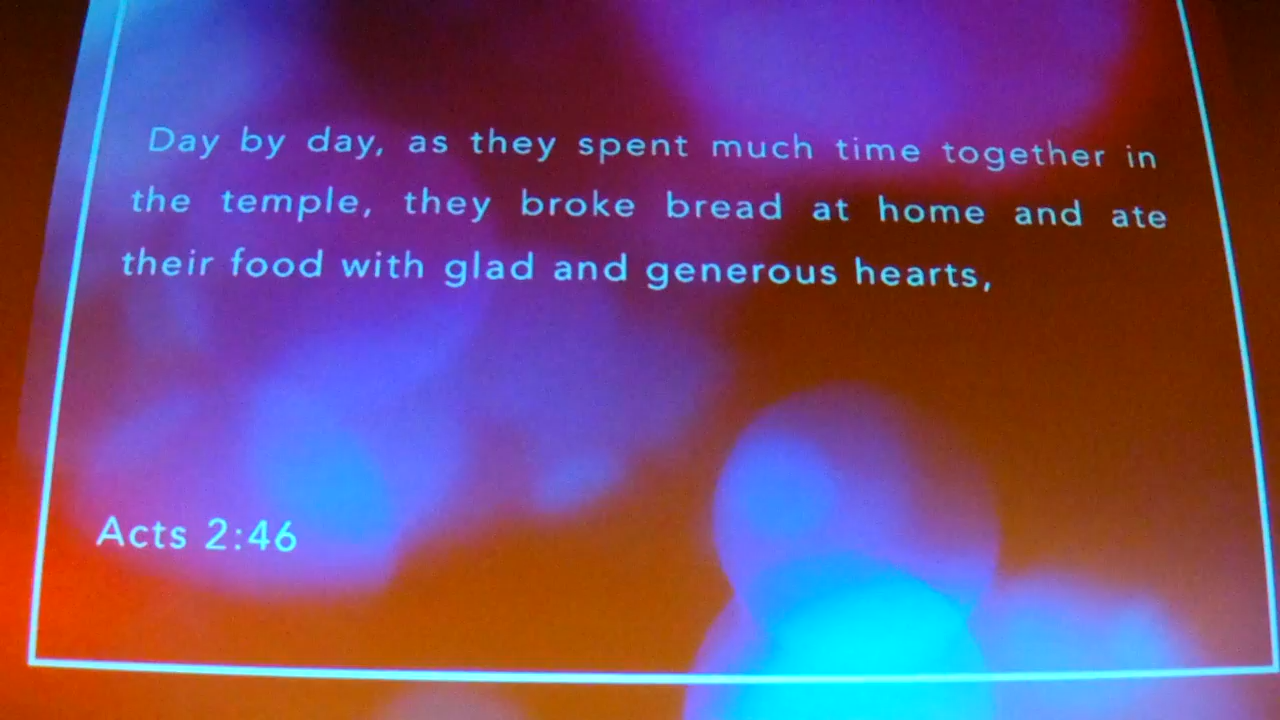 Day by day, as they spent much time together in
the temple, they broke bread at home and ate
their food with glad and generous hearts,
Acts 2:46